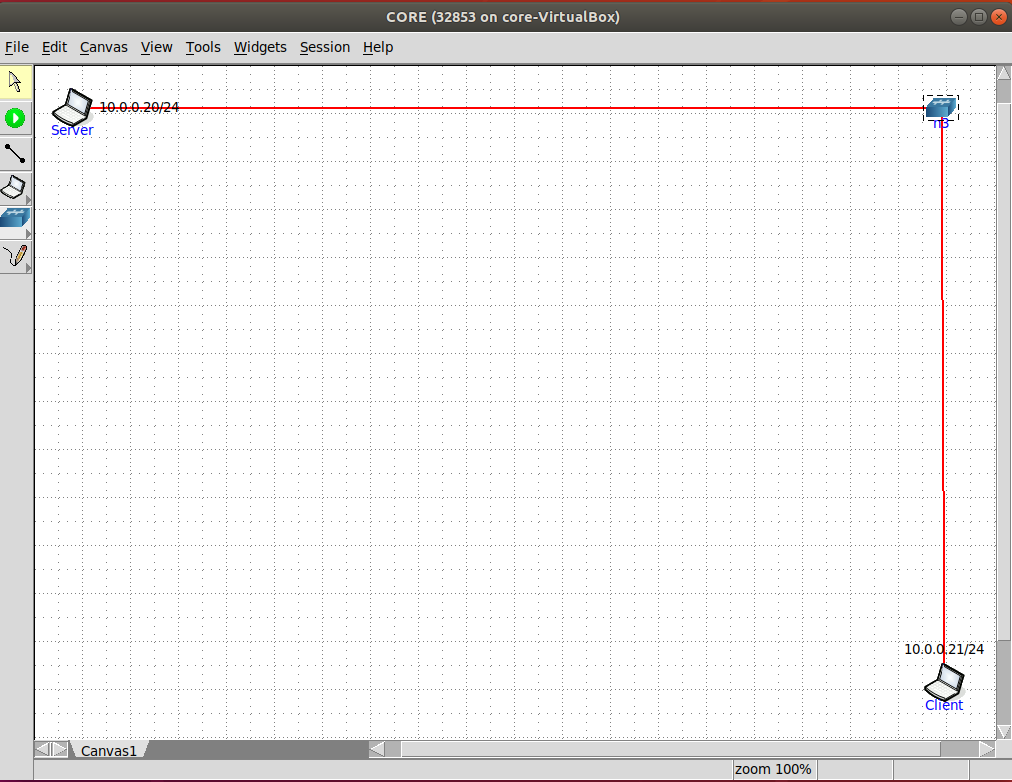 CORE (32853 on core-VirtualBox)
File Edit Canvas View Tools Widgets Session Help
10.0.0.20/24
Server
n3
10.0.0.21/24
Client
Canvas1
zoom 100%